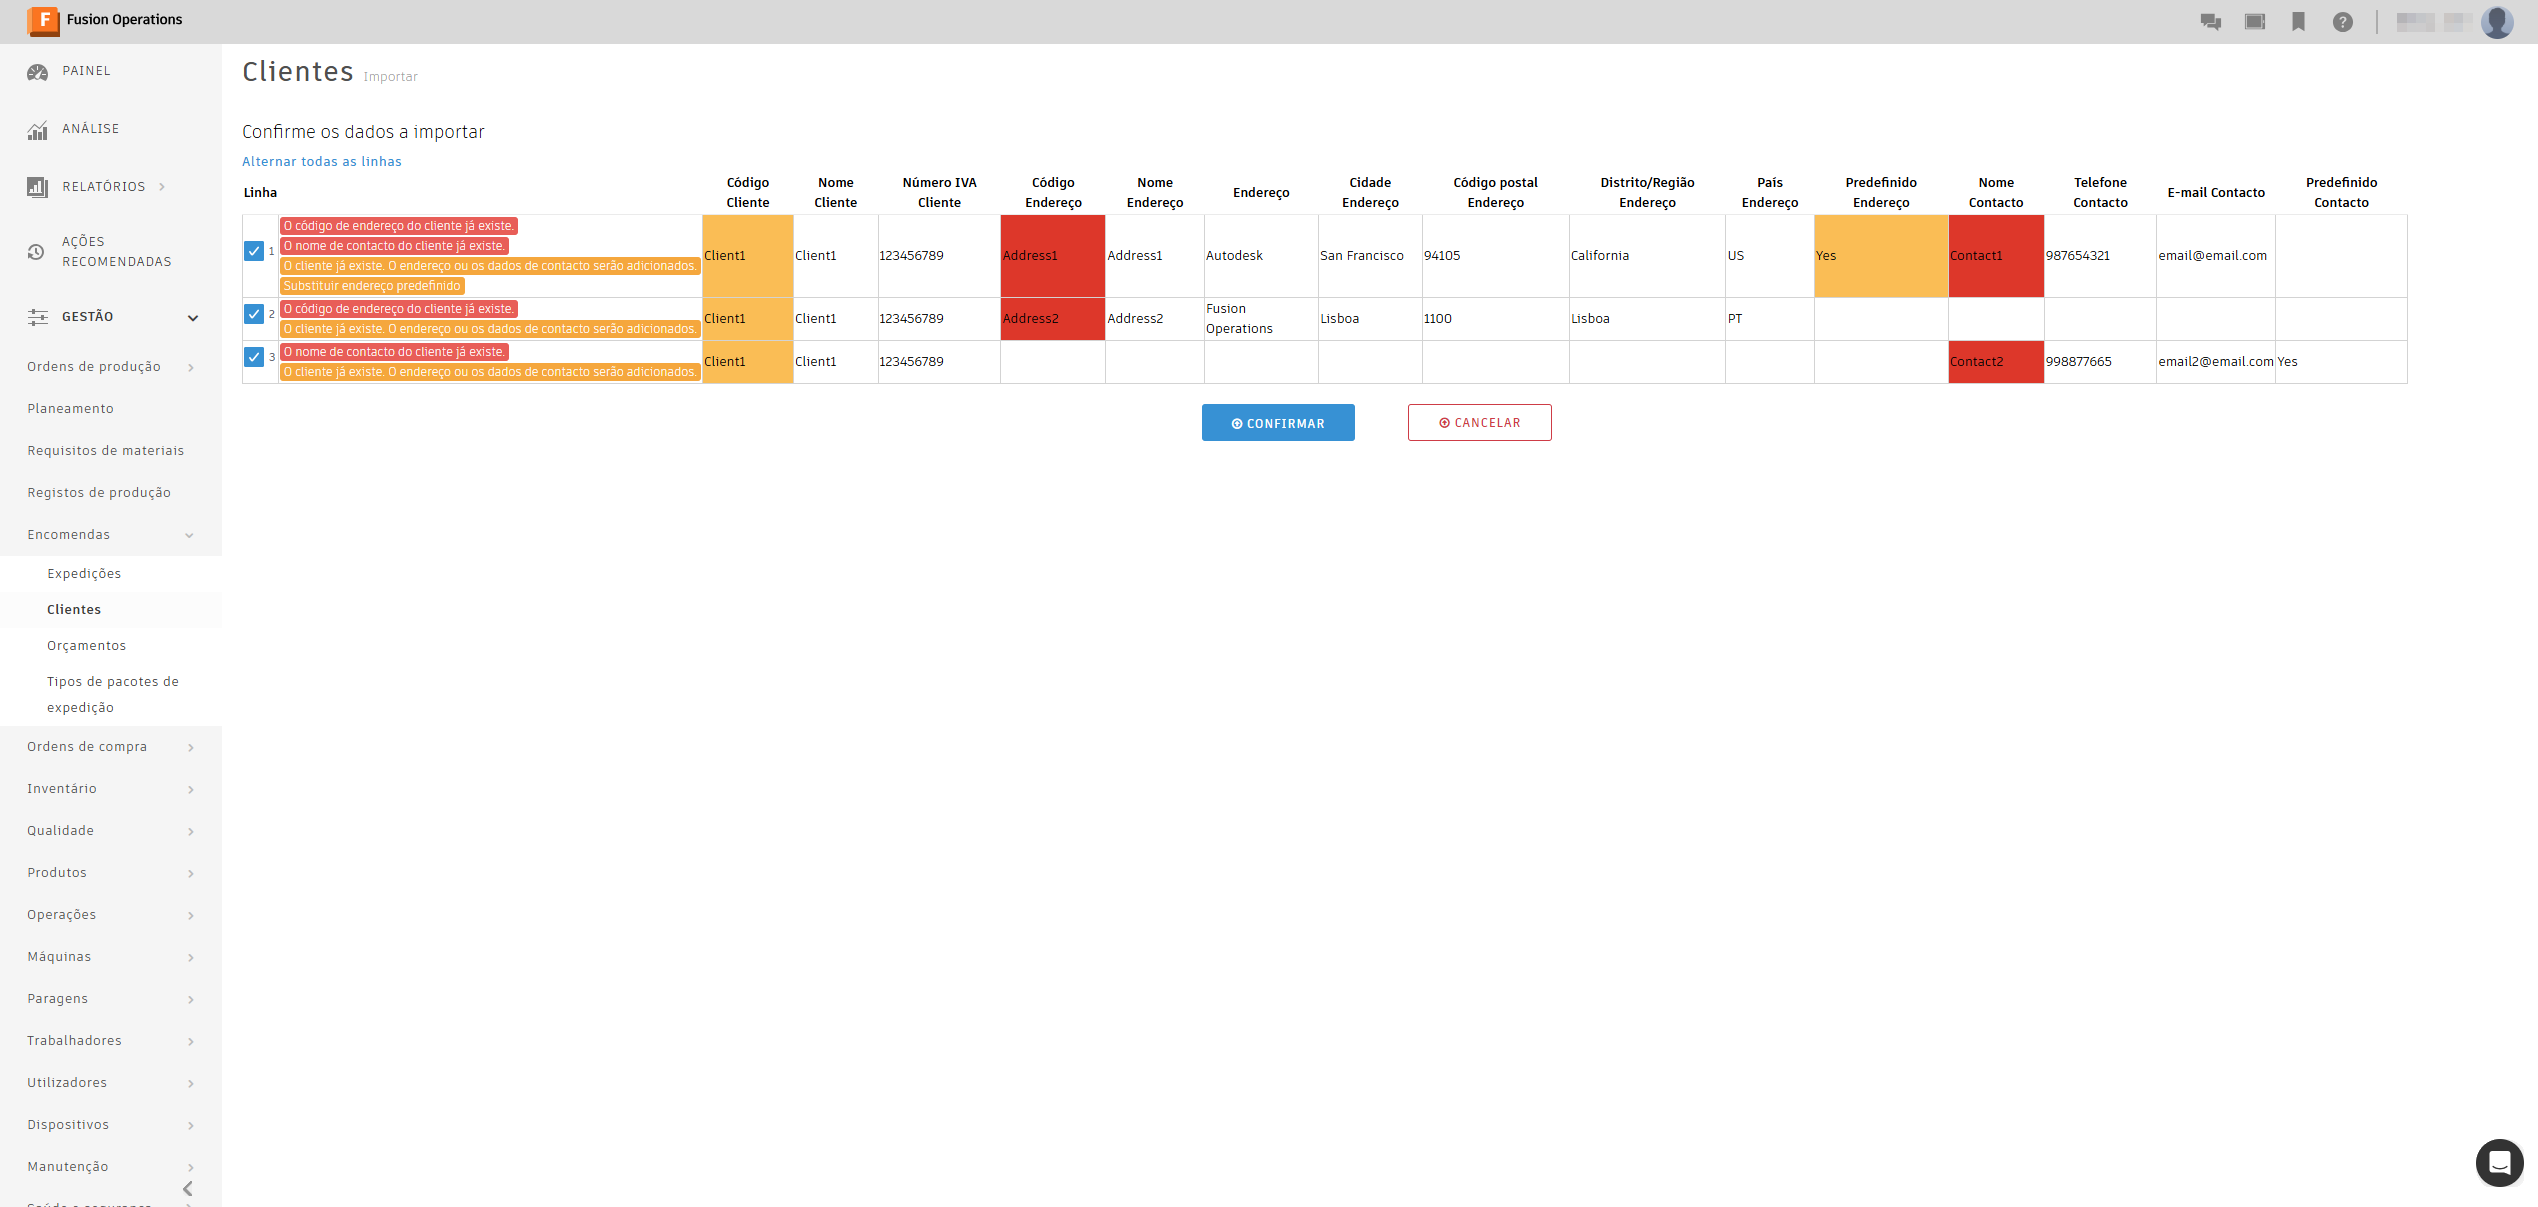 F Fusion Operations
PAINEL
ANÁLISE
RELATÓRIOS
AÇÕES
RECOMENDADAS
GESTÃO
Ordens de produção
Planeamento
Requisitos de materiais
Registos de produção
Encomendas
Expedições
Clientes
Orçamentos
Tipos de pacotes de
expedição
Ordens de compra
Inventário
Qualidade
Produtos
Operações
Máquinas
Paragens
Trabalhadores
Utilizadores
Dispositivos
Manutenção
Clientes Importar
Confirme os dados a importar
Alternar todas as linhas
Linha
Código
Cliente
Nome
Cliente
Número IVA
Cliente
Código
Endereço
Nome
Endereço
Endereço
Cidade
Endereço
Código postal
Endereço
Distrito/Região
Endereço
País
Endereço
Predefinido
Endereço
Nome
Contacto
Telefone
Contacto
E-mail Contacto
Predefinido
Contacto
1
O código de endereço do cliente já existe.
O nome de contacto do cliente já existe.
O cliente já existe. O endereço ou os dados de contacto serão adicionados.
Substituir endereço predefinido
Client1
Client1
123456789
Address1
Address1
Autodesk
San Francisco
94105
California
US
Yes
Contact1
987654321
email@email.com
2
O código de endereço do cliente já existe.
O cliente já existe. O endereço ou os dados de contacto serão adicionados.
Client1
Client1
123456789
Address2
Address2
Fusion
Operations
Lisboa
1100
Lisboa
PT
3
O nome de contacto do cliente já existe.
O cliente já existe. O endereço ou os dados de contacto serão adicionados.
Client1
Client1
123456789
Contact2
998877665
email2@email.com
Yes
CONFIRMAR
CANCELAR